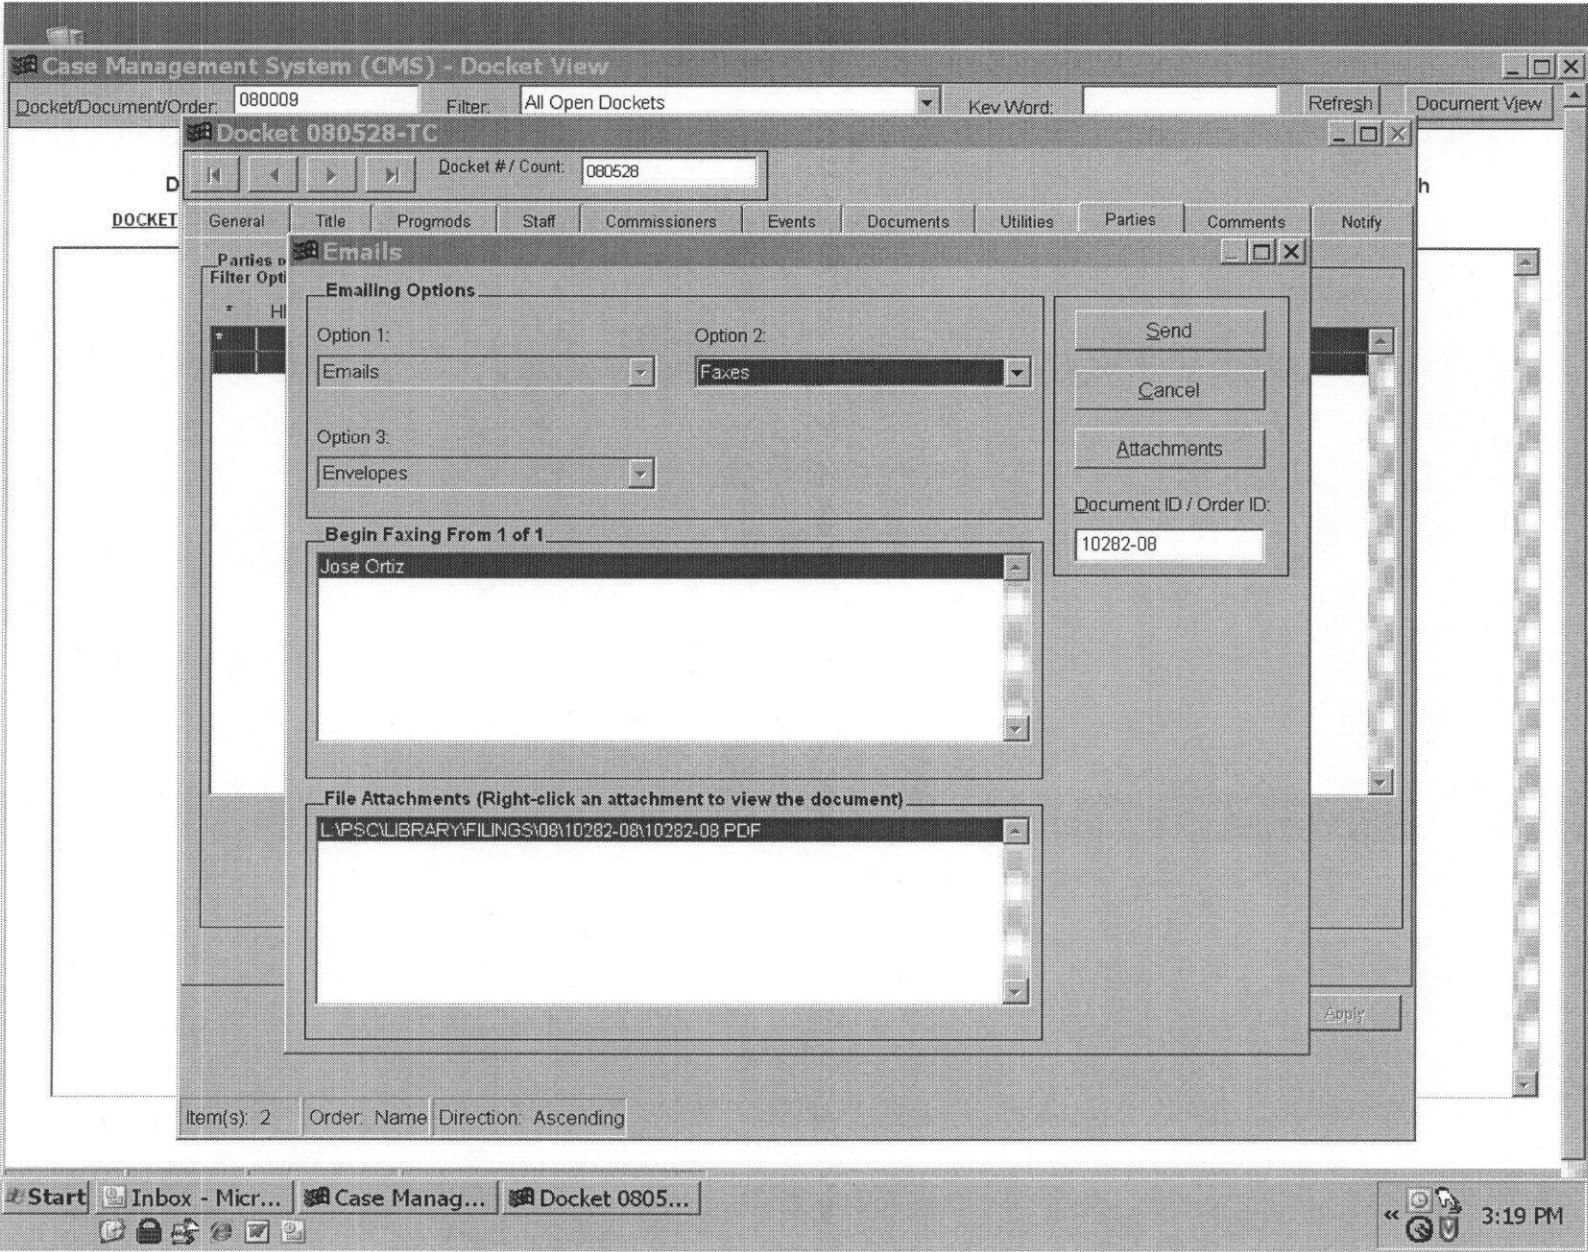 Case Management System (CMS) - Docket View
Docket/Document/Order: 080009 Filter: All Open Dockets Key Word: Refresh Document View
Docket 080528-TC
Docket # / Count: 080528
D h
DOCKET General Title Progmods Staff Commissioners Events Documents Utilities Parties Comments Notify
Emails
Parties o
Filter Opti
* HI
*
Emailing Options
Option 1: Option 2:
Emails Faxes
Option 3:
Envelopes
Send
Cancel
Attachments
Document ID / Order ID:
10282-08
Begin Faxing From 1 of 1
Jose Ortiz
File Attachments (Right-click an attachment to view the document)
L:\PSC\LIBRARY\FILINGS\08\10282-08\10282-08.PDF
Apply
Item(s): 2 Order: Name Direction: Ascending
Start Inbox - Micr... Case Manag... Docket 0805... « 3:19 PM